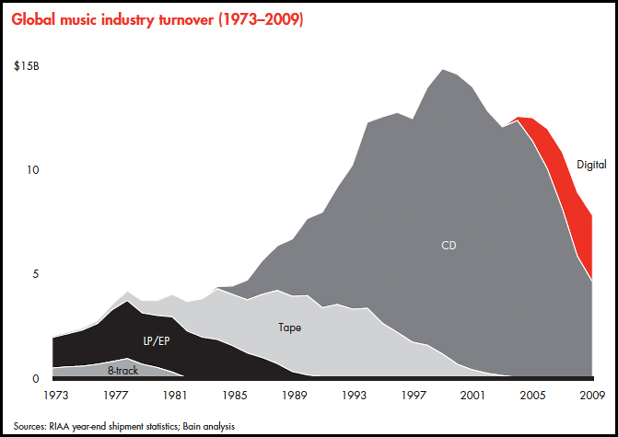 Global music industry turnover (1973–2009)
$15B
10
5
0
Digital
CD
Tape
LP/EP
8-track
1973 1977 1981 1985 1989 1993 1997 2001 2005 2009
Sources: RIAA year-end shipment statistics; Bain analysis